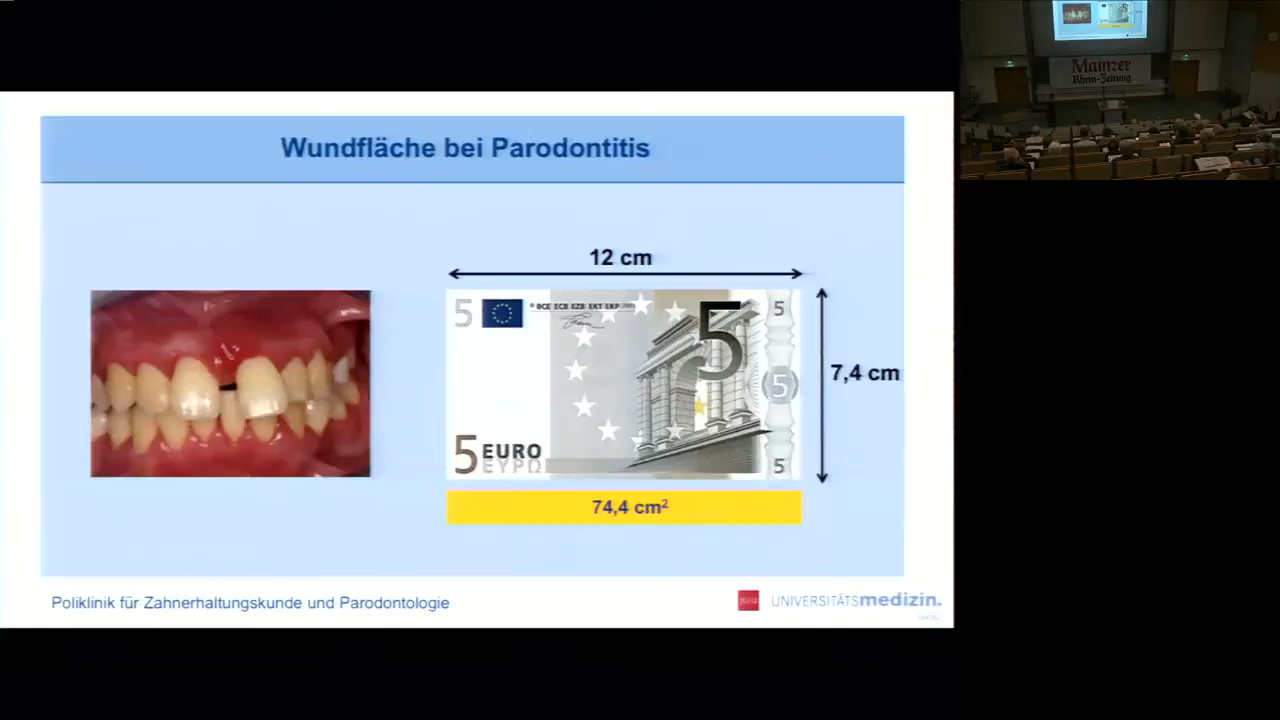 Wundfläche bei Parodontitis
12 cm
5
BCE ECB EZB EKT EKP
5
5
7,4 cm
5
5 EURO
ΕΥΡΩ
5
74,4 cm²
Poliklinik für Zahnerhaltungskunde und Parodontologie
UNIVERSITÄTSmedizin.
Mainzer
Rhein-Zeitung